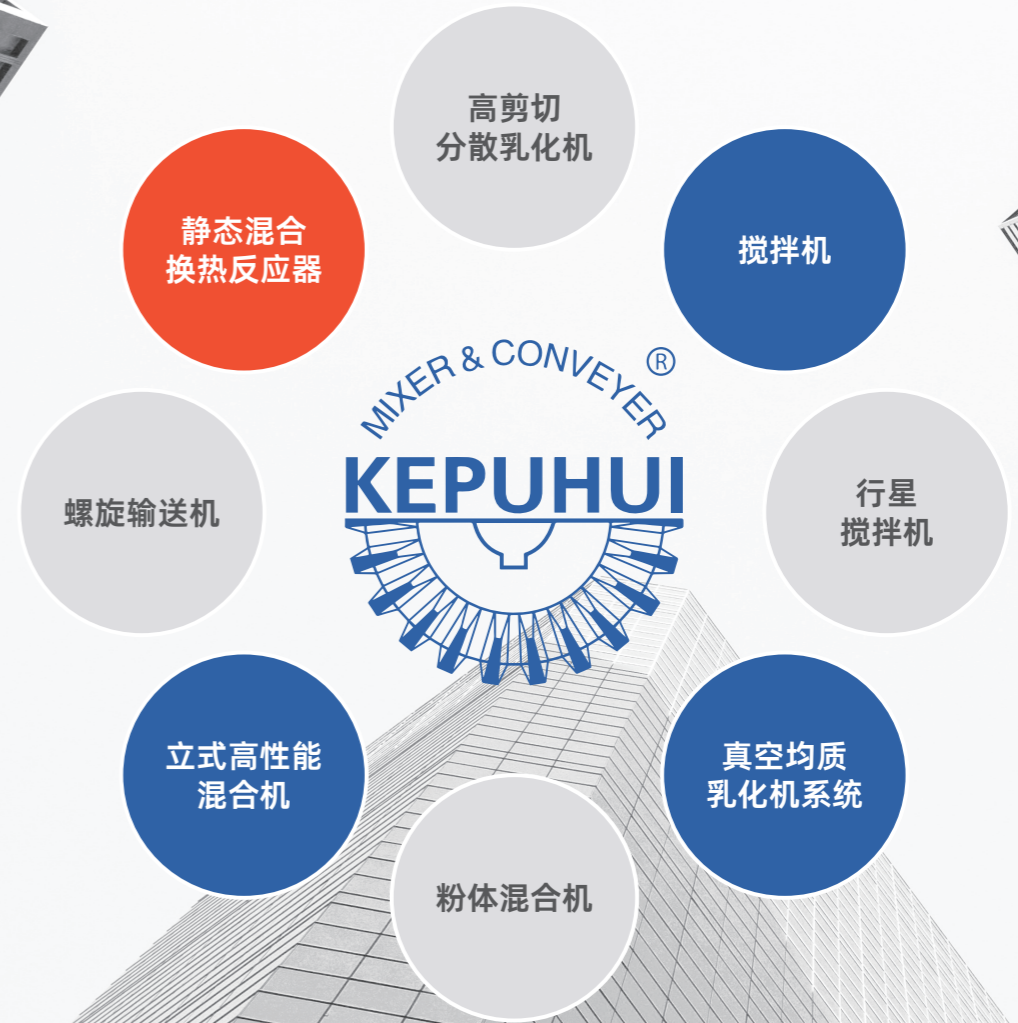 高剪切
分散乳化机
静态混合
换热反应器
搅拌机
MIXER & CONVEYER
®
KEPUHUI
螺旋输送机
行星
搅拌机
立式高性能
混合机
真空均质
乳化机系统
粉体混合机